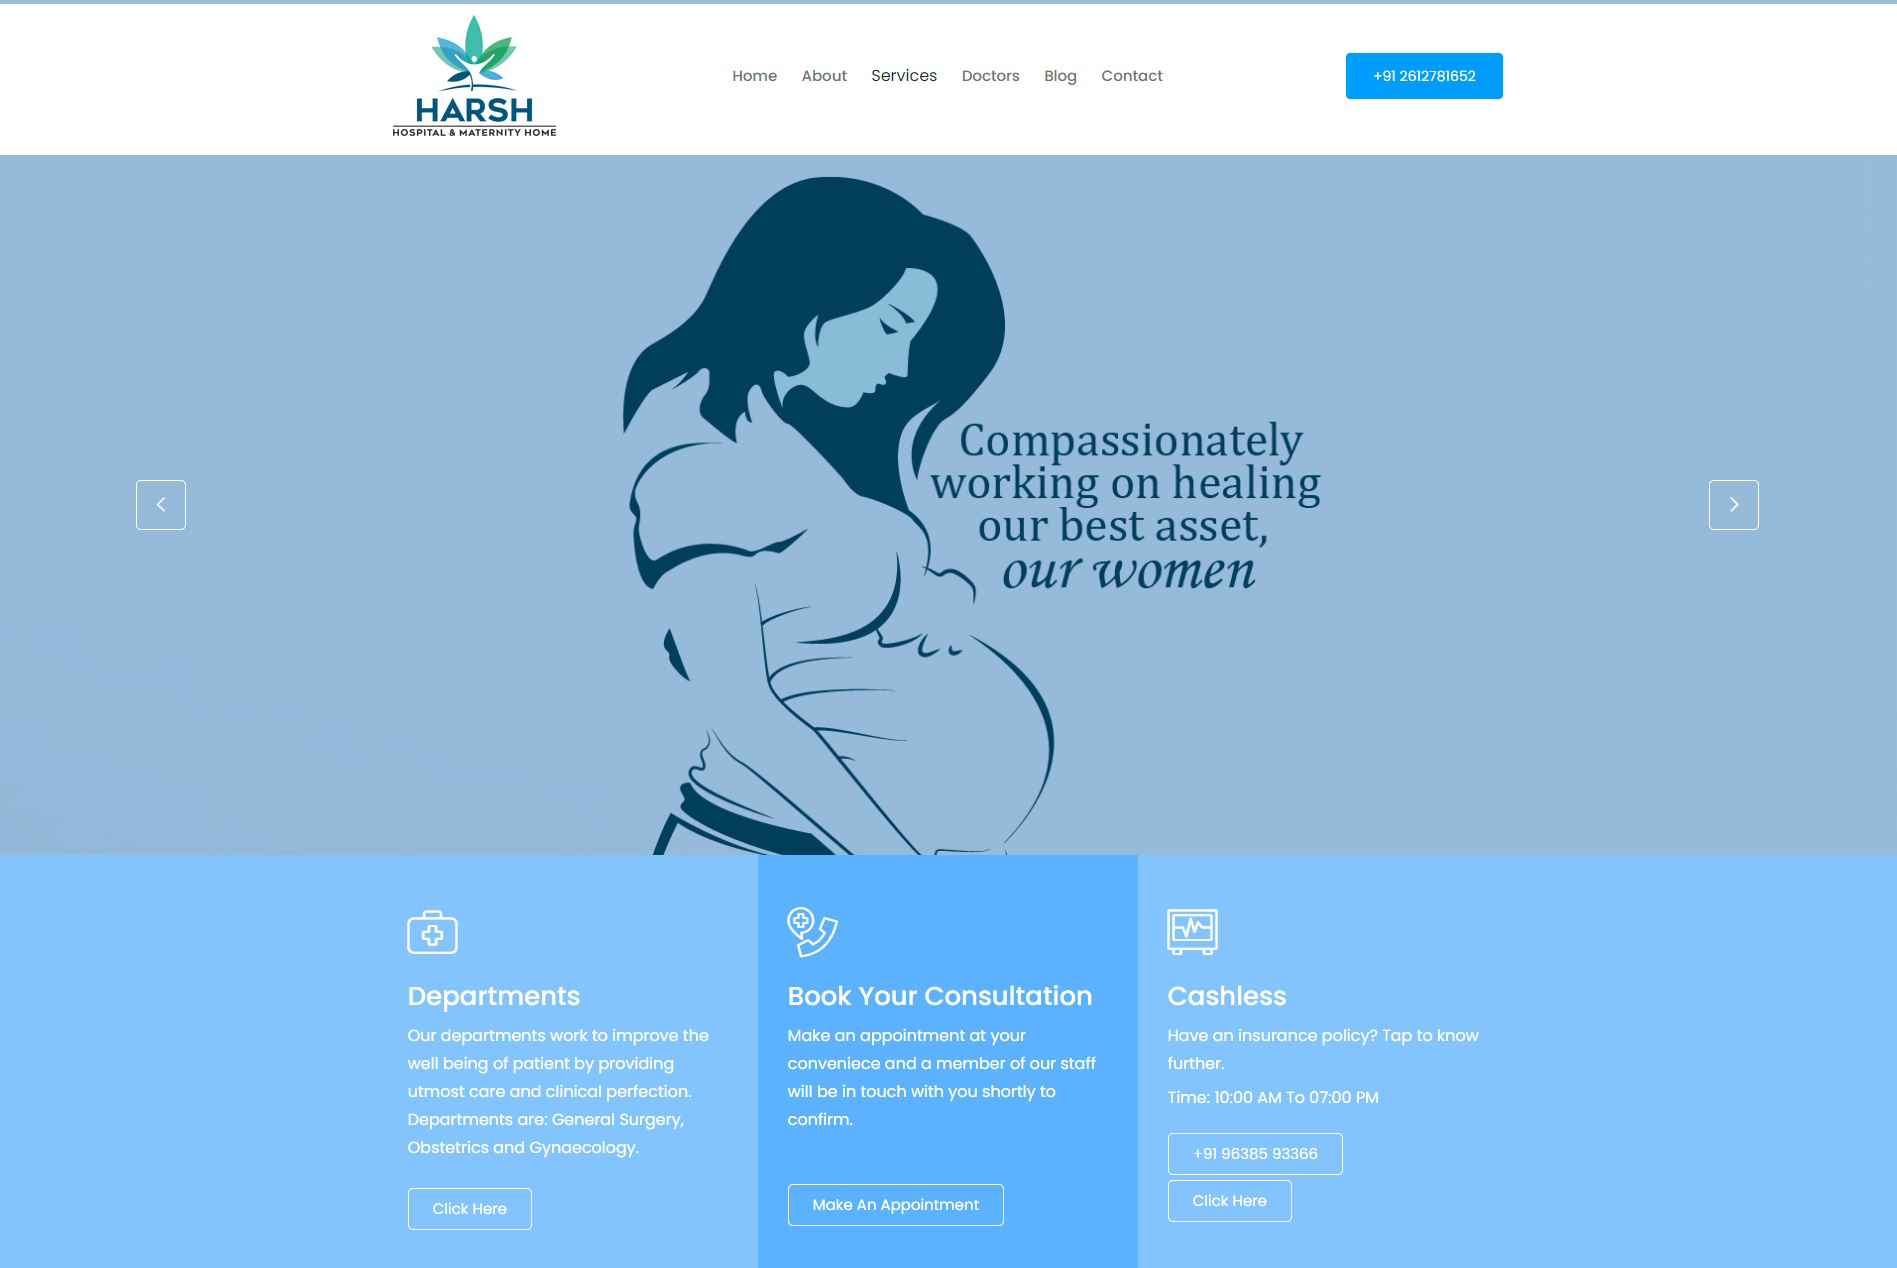 HARSH
HOSPITAL & MATERNITY HOME
Home About Services Doctors Blog Contact
+91 2612781652
Compassionately
working on healing
our best asset,
our women
Departments
Our departments work to improve the
well being of patient by providing
utmost care and clinical perfection.
Departments are: General Surgery,
Obstetrics and Gynaecology.
Click Here
Book Your Consultation
Make an appointment at your
conveniece and a member of our staff
will be in touch with you shortly to
confirm.
Make An Appointment
Cashless
Have an insurance policy? Tap to know
further.
Time: 10:00 AM To 07:00 PM
+91 96385 93366
Click Here